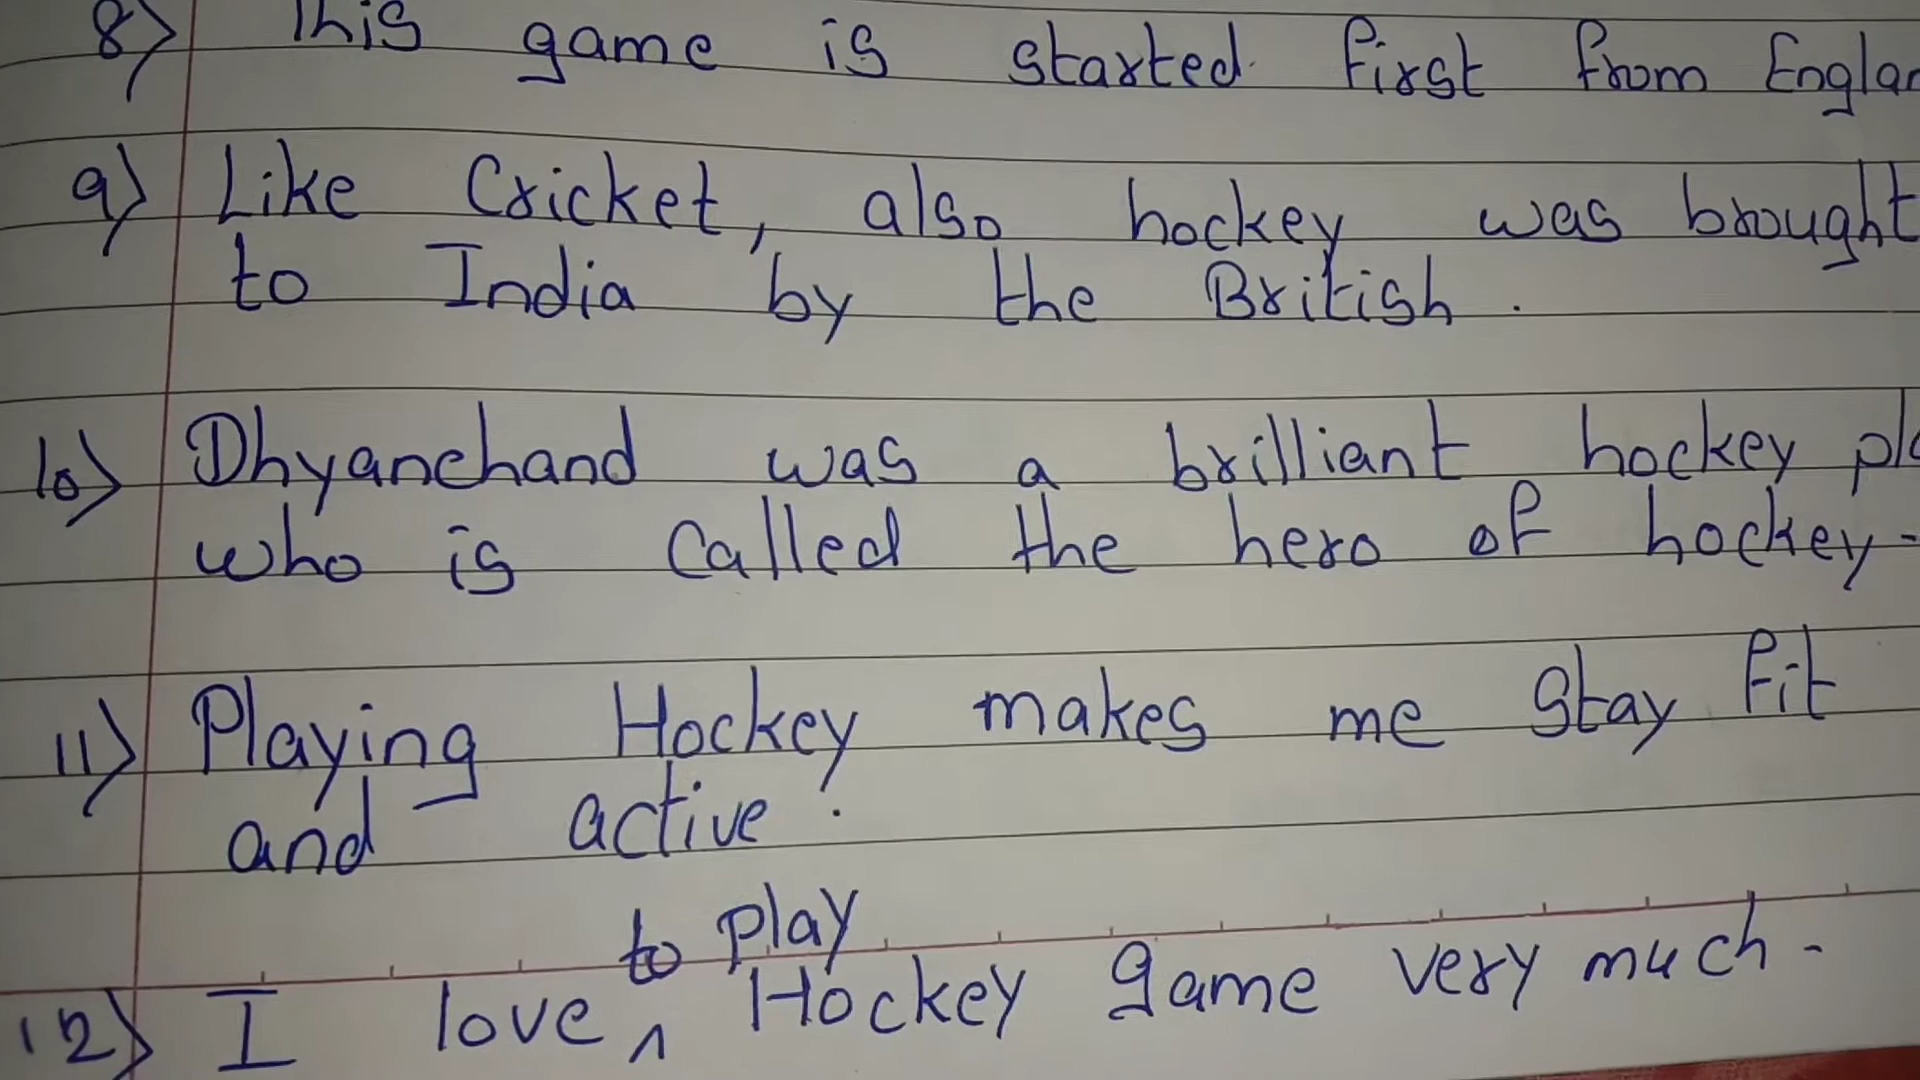 8) This game is started first from
9) Like Cricket, also hockey was brought
to India by the British.
10) Dhyanchand was a brilliant hockey
who is called the hero of hockey.
11) Playing Hockey makes me stay fit
and active.
to play
12) I love ^ Hockey game very much.